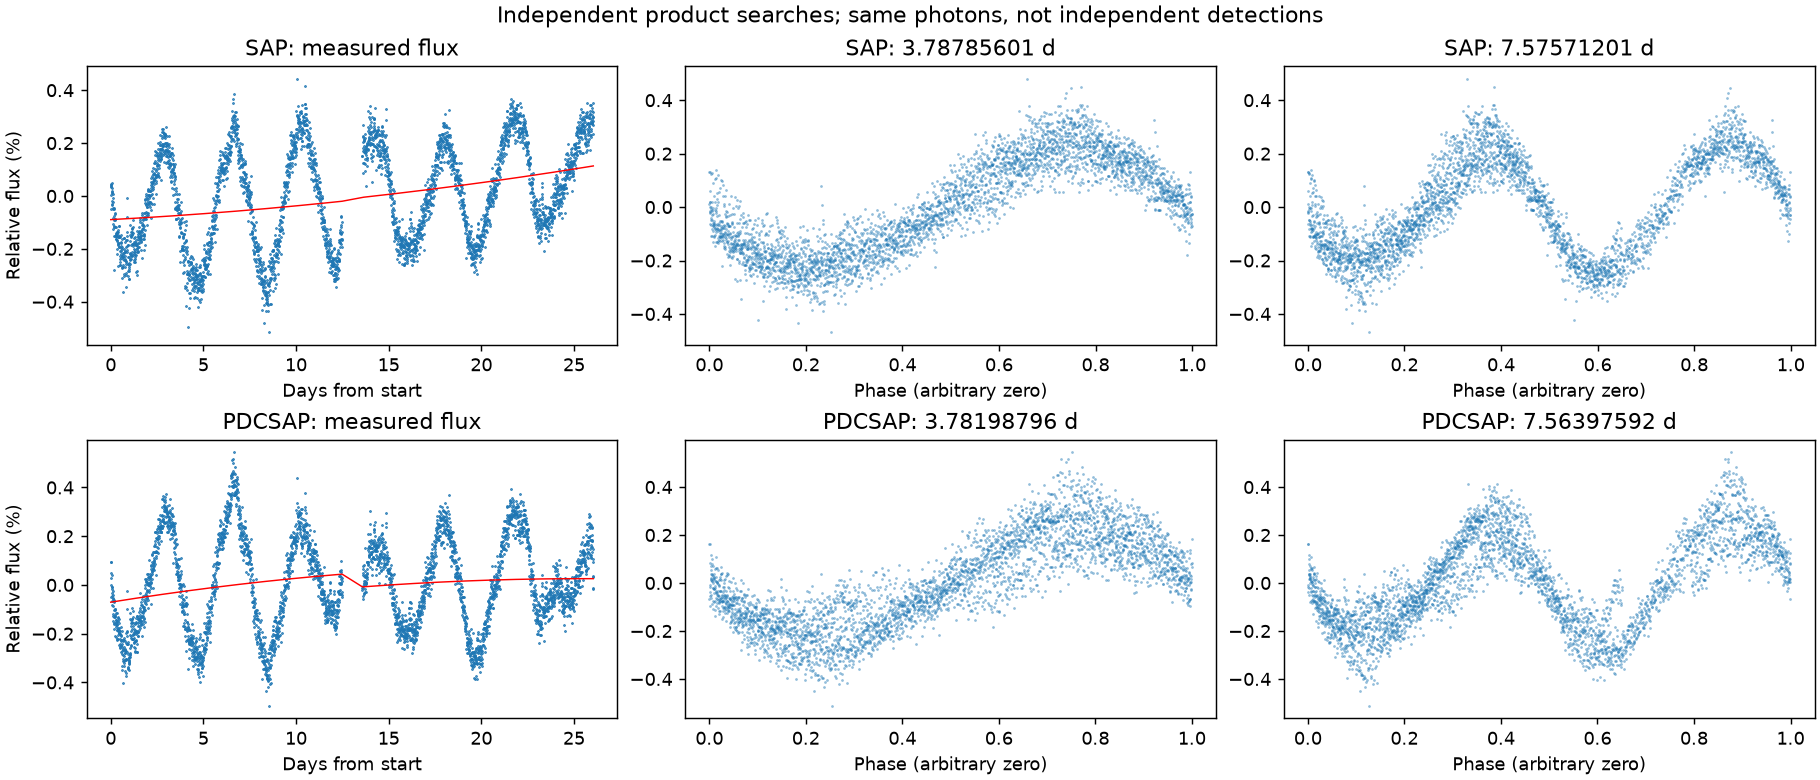 Independent product searches; same photons, not independent detections
SAP: measured flux
Relative flux (%)
0.4
0.2
0.0
−0.2
−0.4
0 5 10 15 20 25
Days from start
SAP: 3.78785601 d
0.4
0.2
0.0
−0.2
−0.4
0.0 0.2 0.4 0.6 0.8 1.0
Phase (arbitrary zero)
SAP: 7.57571201 d
0.4
0.2
0.0
−0.2
−0.4
0.0 0.2 0.4 0.6 0.8 1.0
Phase (arbitrary zero)
PDCSAP: measured flux
Relative flux (%)
0.4
0.2
0.0
−0.2
−0.4
0 5 10 15 20 25
Days from start
PDCSAP: 3.78198796 d
0.4
0.2
0.0
−0.2
−0.4
0.0 0.2 0.4 0.6 0.8 1.0
Phase (arbitrary zero)
PDCSAP: 7.56397592 d
0.4
0.2
0.0
−0.2
−0.4
0.0 0.2 0.4 0.6 0.8 1.0
Phase (arbitrary zero)